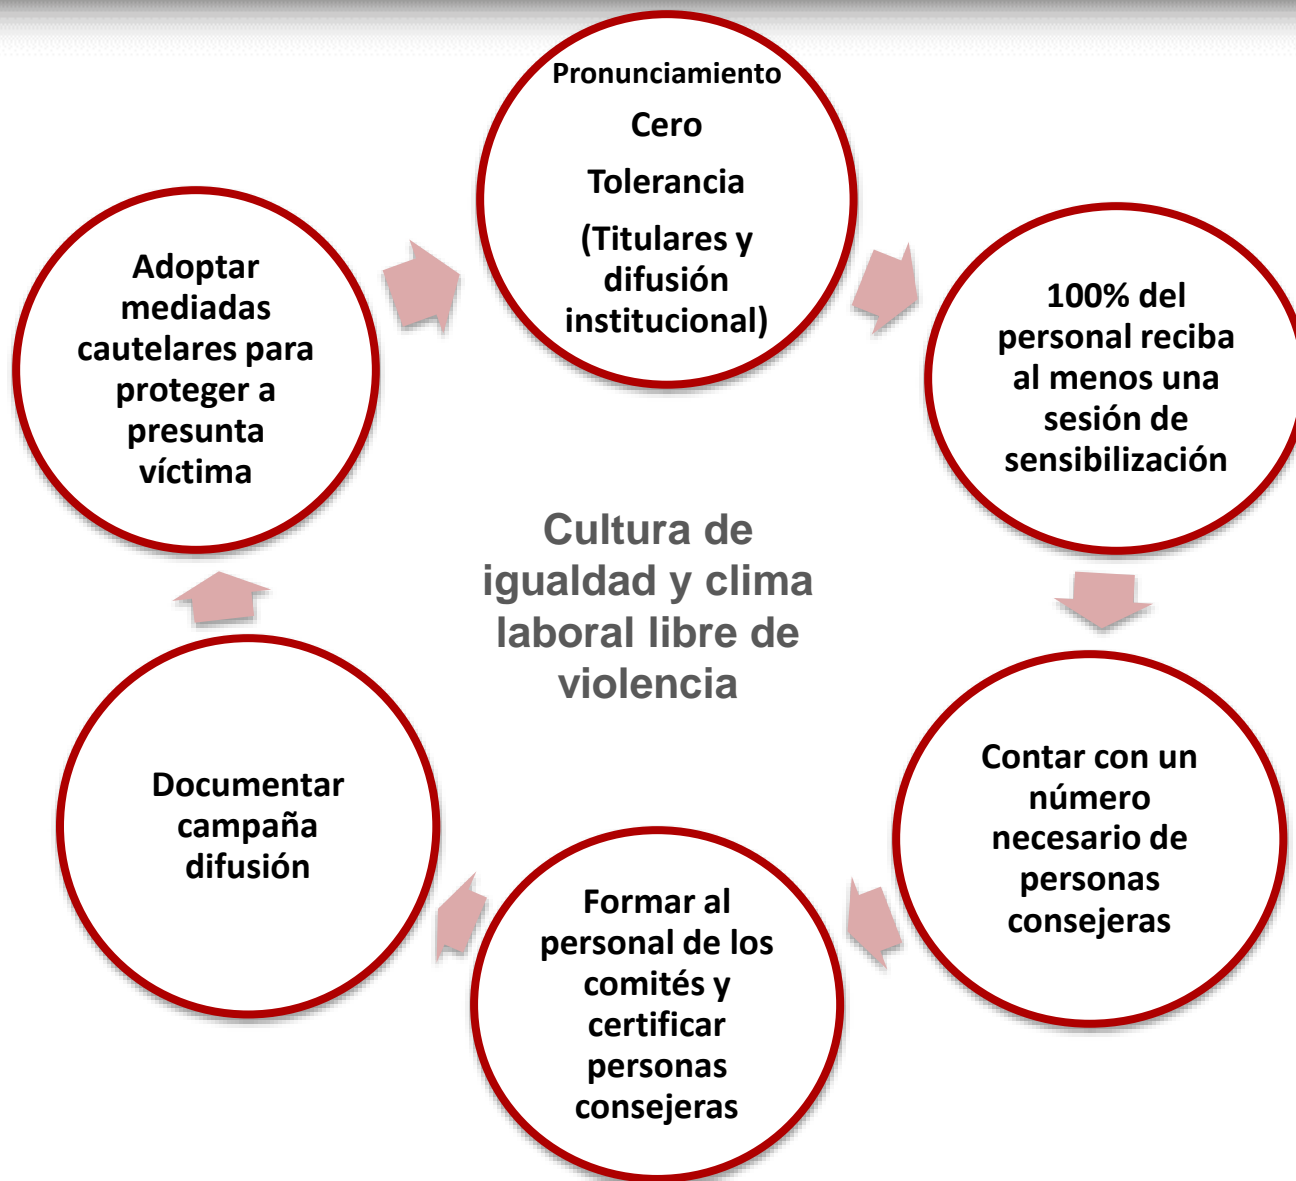 Pronunciamiento
Cero
Tolerancia
(Titulares y
difusión
institucional)
100% del
personal reciba
al menos una
sesión de
sensibilización
Contar con un
número
necesario de
personas
consejeras
Formar al
personal de los
comités y
certificar
personas
consejeras
Documentar
campaña
difusión
Adoptar
mediadas
cautelares para
proteger a
presunta
víctima
Cultura de
igualdad y clima
laboral libre de
violencia